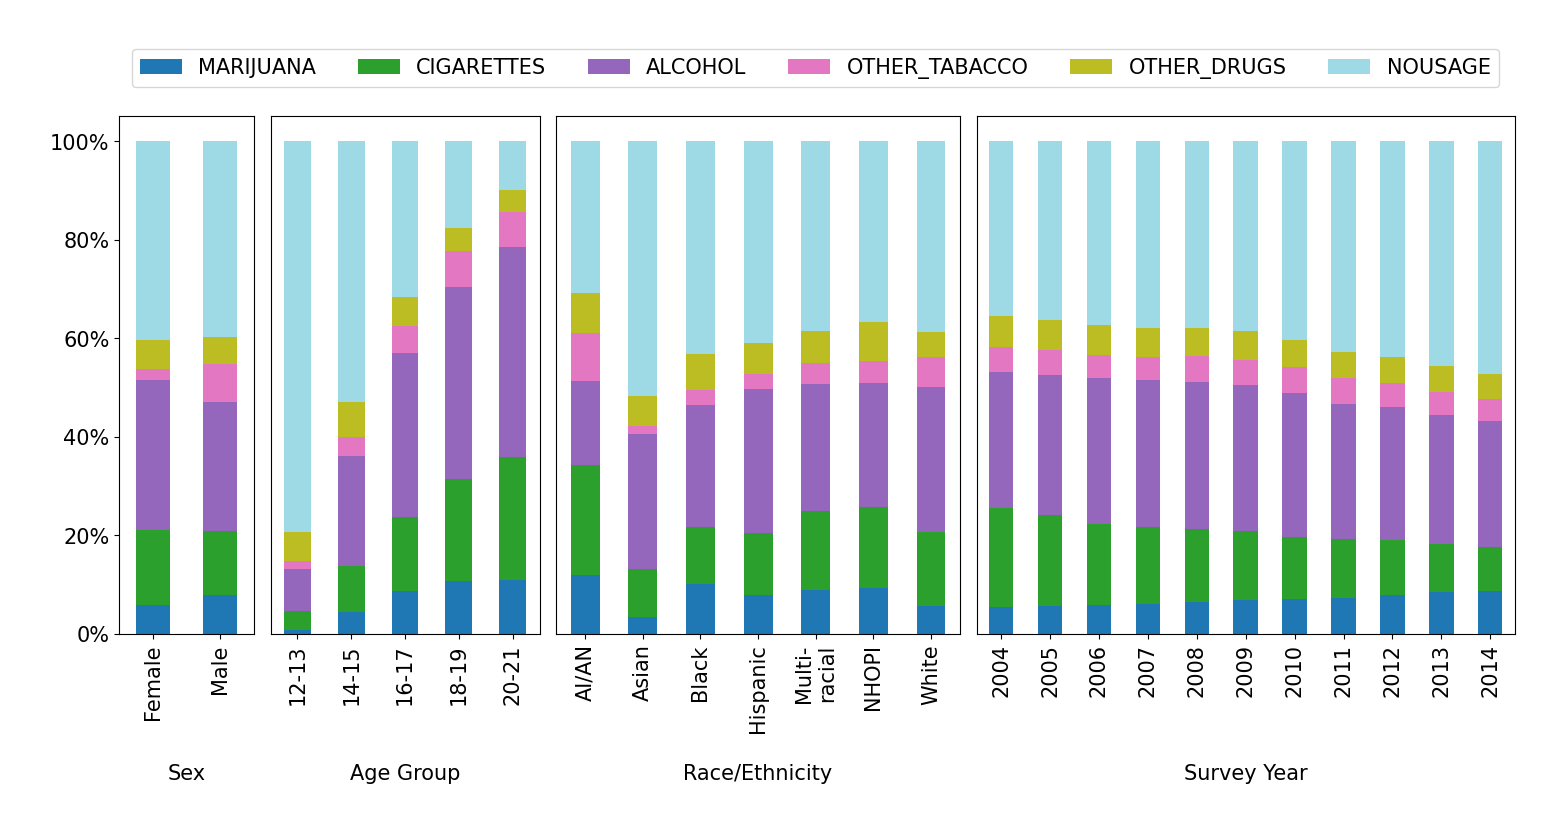 MARIJUANA CIGARETTES ALCOHOL OTHER_TABACCO OTHER_DRUGS NOUSAGE
100%
80%
60%
40%
20%
0%
Female
Male
12-13
14-15
16-17
18-19
20-21
AI/AN
Asian
Black
Hispanic
Multi-
racial
NHOPI
White
2004
2005
2006
2007
2008
2009
2010
2011
2012
2013
2014
Sex
Age Group
Race/Ethnicity
Survey Year